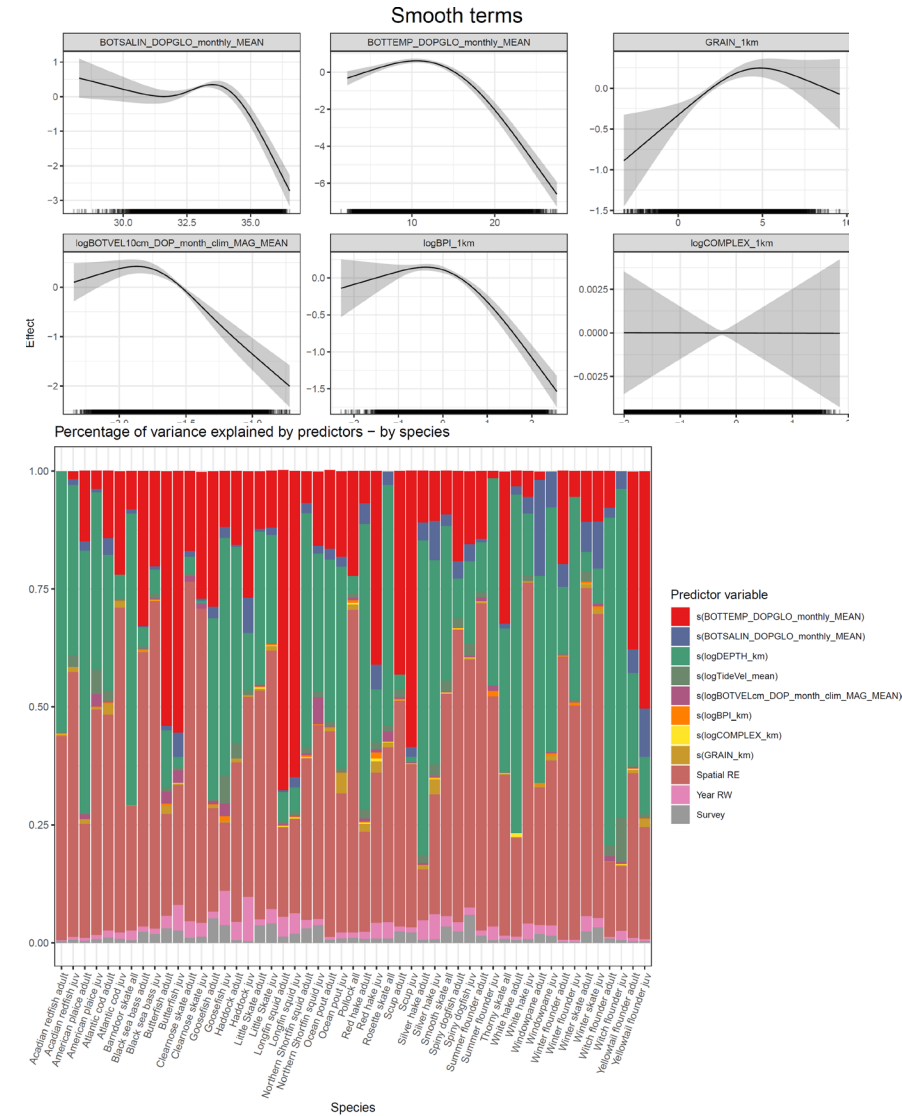 Smooth terms
BOTSALIN_DOPGLO_monthly_MEAN
BOTTEMP_DOPGLO_monthly_MEAN
GRAIN_1km
1
0
−1
−2
−3
30.0
32.5
35.0
0
−2
−4
−6
10
20
0.0
−0.5
−1.0
−1.5
0
5
Effect
logBOTVEL10cm_DOP_month_clim_MAG_MEAN
logBPI_1km
logCOMPLEX_1km
0
−1
−2
0.0
−0.5
−1.0
−1.5
0.0025
0.0000
−0.0025
Percentage of variance explained by predictors − by species
1.00
0.75
0.50
0.25
0.00
Predictor variable
s(BOTTEMP_DOPGLO_monthly_MEAN)
s(BOTSALIN_DOPGLO_monthly_MEAN)
s(logDEPTH_km)
s(logTideVel_mean)
s(logBOTVELcm_DOP_month_clim_MAG_MEAN)
s(logBPI_km)
s(logCOMPLEX_km)
s(GRAIN_km)
Spatial RE
Year RW
Survey
Acadian redfish adult
Acadian redfish juv
American plaice adult
American plaice juv
Atlantic cod adult
Atlantic cod juv
Barndoor skate all
Black sea bass adult
Black sea bass juv
Butterfish adult
Butterfish juv
Clearnose skate adult
Clearnose skate juv
Goosefish adult
Goosefish juv
Haddock adult
Haddock juv
Little Skate adult
Little Skate juv
Longfin squid adult
Longfin squid juv
Northern Shortfin squid adult
Northern Shortfin squid juv
Ocean pout adult
Ocean pout juv
Pollock all
Red hake adult
Red hake juv
Rosette skate all
Scup adult
Scup juv
Silver hake adult
Silver hake juv
Smooth skate all
Spiny dogfish adult
Spiny dogfish juv
Summer flounder adult
Summer flounder juv
Thorny skate all
White hake adult
White hake juv
Windowpane adult
Windowpane juv
Winter flounder adult
Winter flounder juv
Winter skate adult
Winter skate juv
Witch flounder adult
Witch flounder juv
Yellowtail flounder adult
Yellowtail flounder juv
Species